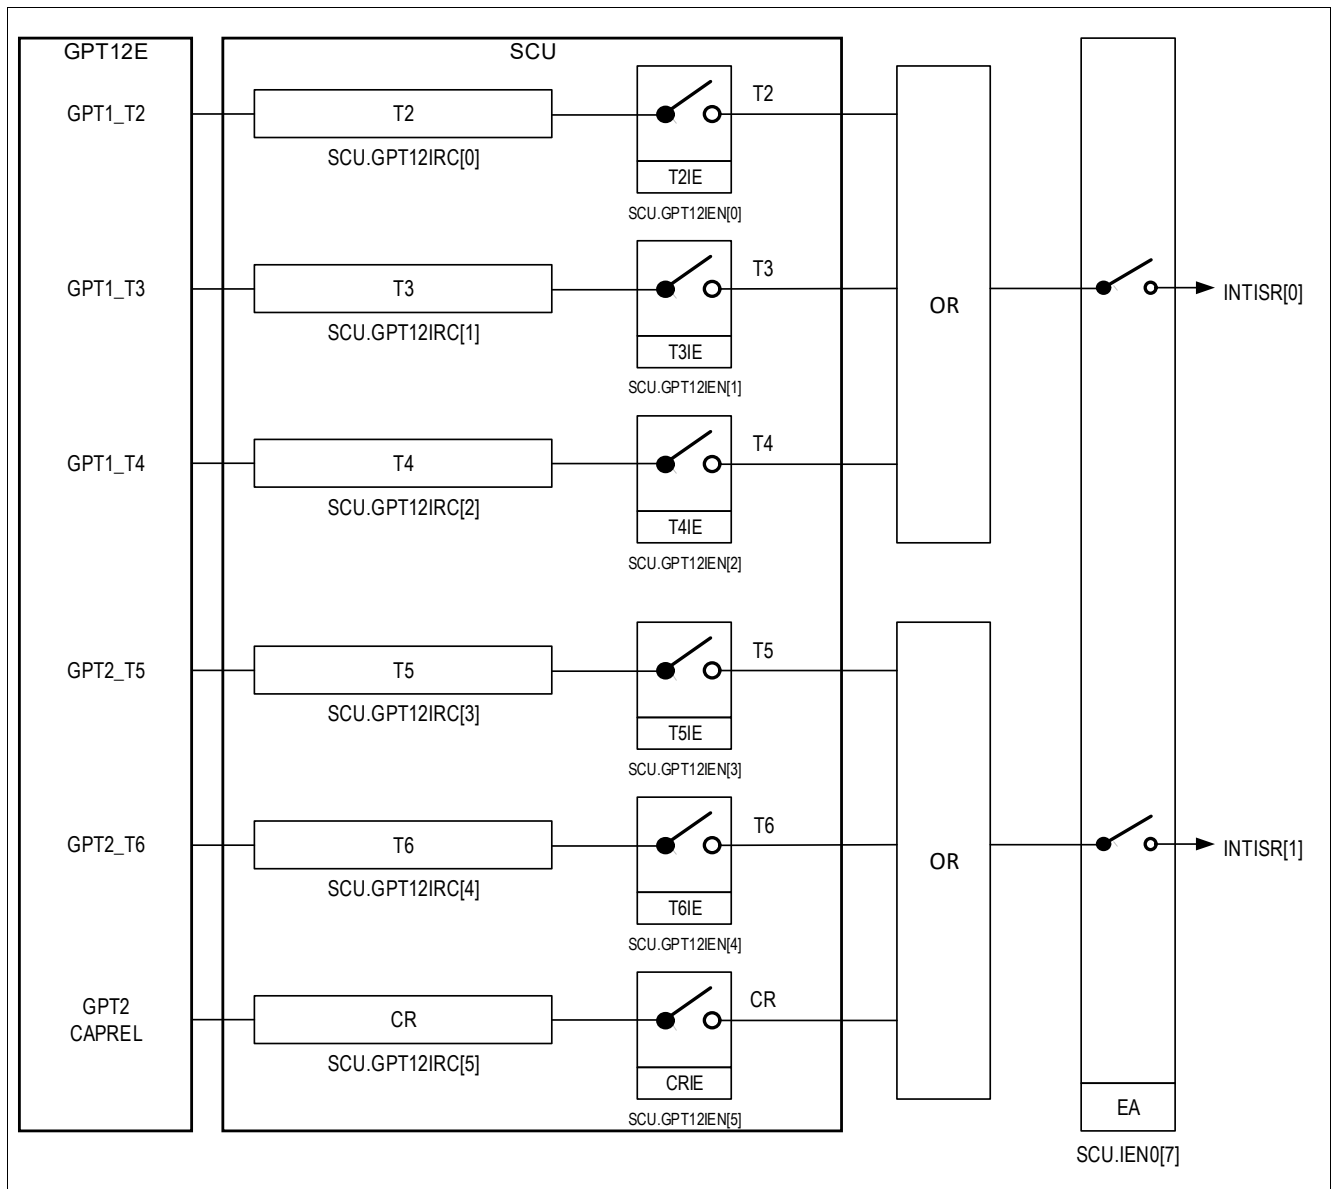 GPT12E
SCU
GPT1_T2
T2
T2
SCU.GPT12IRC[0]
T2IE
SCU.GPT12IEN[0]
GPT1_T3
T3
T3
SCU.GPT12IRC[1]
T3IE
SCU.GPT12IEN[1]
OR
INTISR[0]
GPT1_T4
T4
T4
SCU.GPT12IRC[2]
T4IE
SCU.GPT12IEN[2]
GPT2_T5
T5
T5
SCU.GPT12IRC[3]
T5IE
SCU.GPT12IEN[3]
GPT2_T6
T6
T6
SCU.GPT12IRC[4]
T6IE
SCU.GPT12IEN[4]
OR
INTISR[1]
GPT2
CAPREL
CR
CR
SCU.GPT12IRC[5]
CRIE
SCU.GPT12IEN[5]
EA
SCU.IEN0[7]